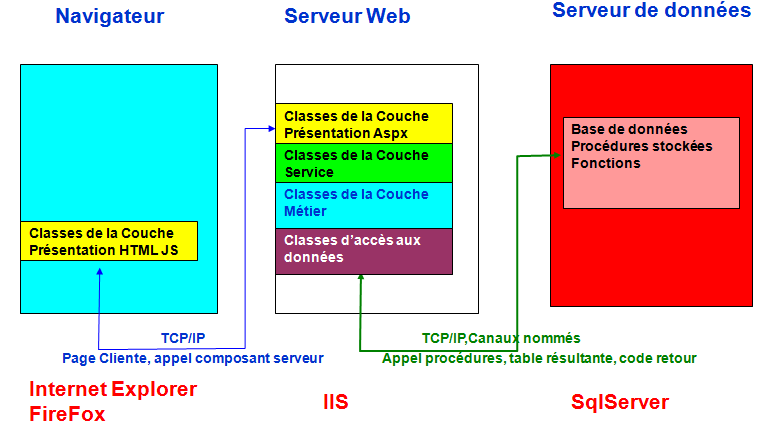 Navigateur
Serveur Web
Serveur de données
Classes de la Couche
Présentation Aspx
Classes de la Couche
Service
Classes de la Couche
Métier
Classes d'accès aux
données
Base de données
Procédures stockées
Fonctions
Classes de la Couche
Présentation HTML JS
TCP/IP
Page Cliente, appel composant serveur
TCP/IP,Canaux nommés
Appel procédures, table résultante, code retour
Internet Explorer
FireFox
IIS
SqlServer